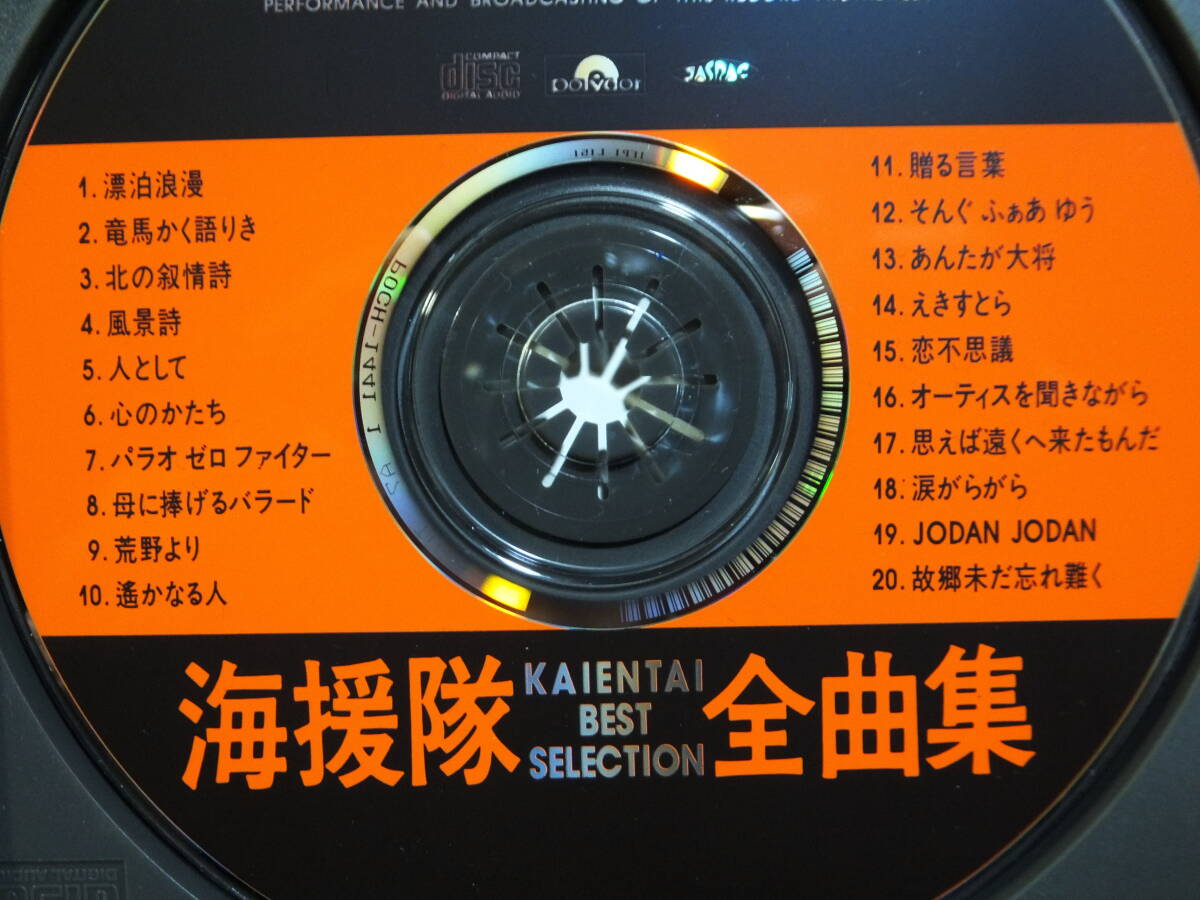 PERFORMANCE AND BROADCASTING OF THIS RECORD
COMPACT
disc
DIGITAL AUDIO
polydor
JASRAC
1. 漂泊浪漫
2. 竜馬かく語りき
3. 北の叙情詩
4. 風景詩
5. 人として
6. 心のかたち
7. パラオ ゼロ ファイター
8. 母に捧げるバラード
9. 荒野より
10. 遙かなる人
11. 贈る言葉
12. そんぐ ふぁあ ゆう
13. あんたが大将
14. えきすとら
15. 恋不思議
16. オーティスを聞きながら
17. 思えば遠くへ来たもんだ
18. 涙がらがら
19. JODAN JODAN
20. 故郷未だ忘れ難く
POCH-1441 1
海援隊
KAIENTAI
BEST
SELECTION
全曲集
DIGITAL AUDIO